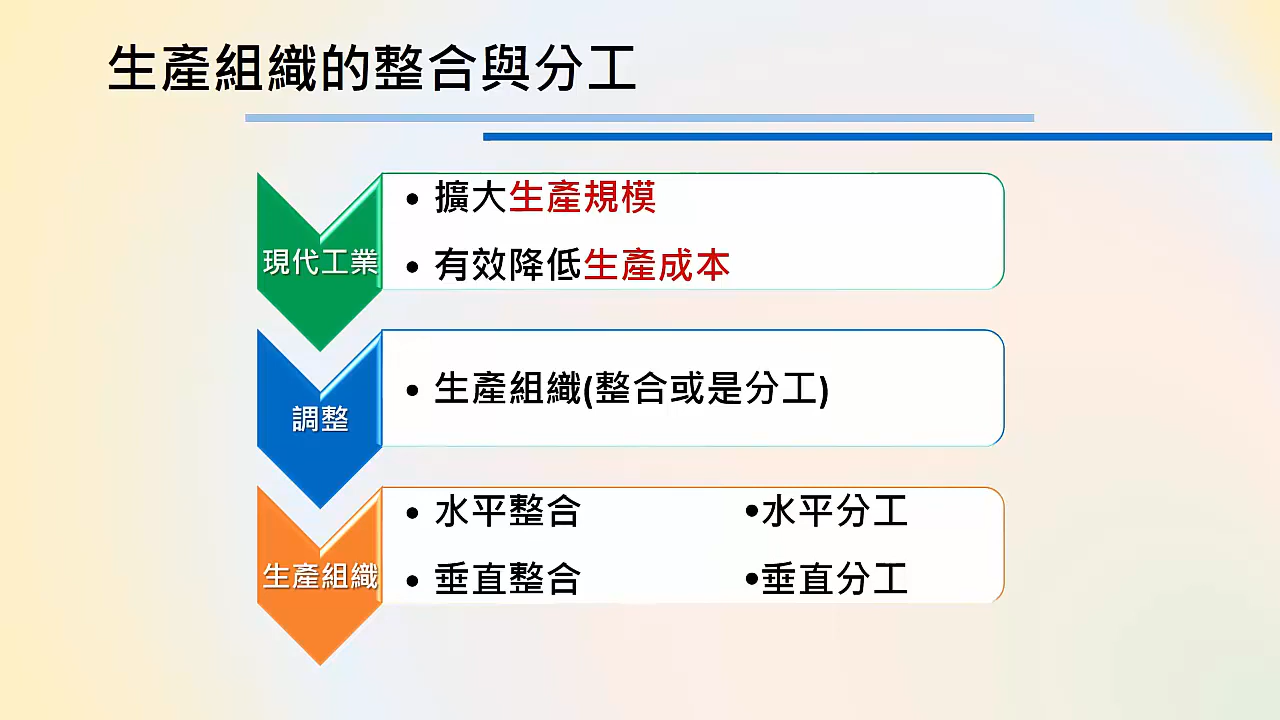 生產組織的整合與分工
現代工業
• 擴大生產規模
• 有效降低生產成本
調整
• 生產組織(整合或是分工)
生產組織
• 水平整合 •水平分工
• 垂直整合 •垂直分工